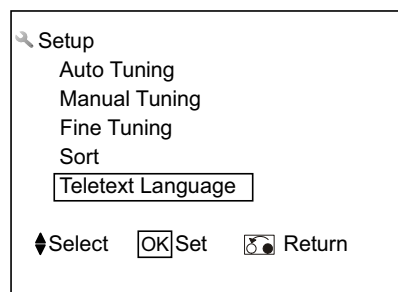 Setup
Auto Tuning
Manual Tuning
Fine Tuning
Sort
Teletext Language
Select OK Set Return